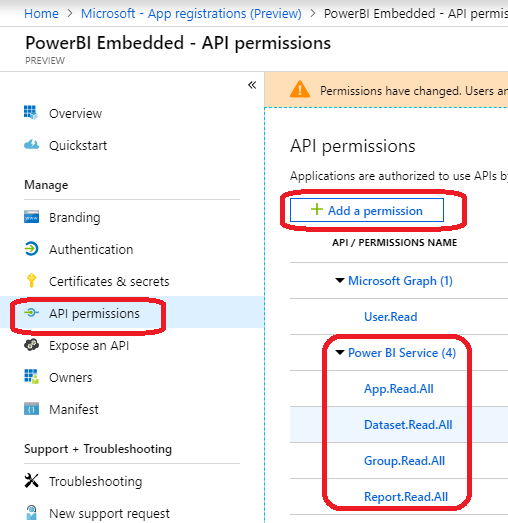 Home > Microsoft - App registrations (Preview) > PowerBI Embedded - API permis
PowerBI Embedded - API permissions
PREVIEW
«
Overview
Quickstart
Manage
Branding
Authentication
Certificates & secrets
API permissions
Expose an API
Owners
Manifest
Support + Troubleshooting
Troubleshooting
New support request
Permissions have changed. Users an
API permissions
Applications are authorized to use APIs by
+ Add a permission
API / PERMISSIONS NAME
Microsoft Graph (1)
User.Read
Power BI Service (4)
App.Read.All
Dataset.Read.All
Group.Read.All
Report.Read.All